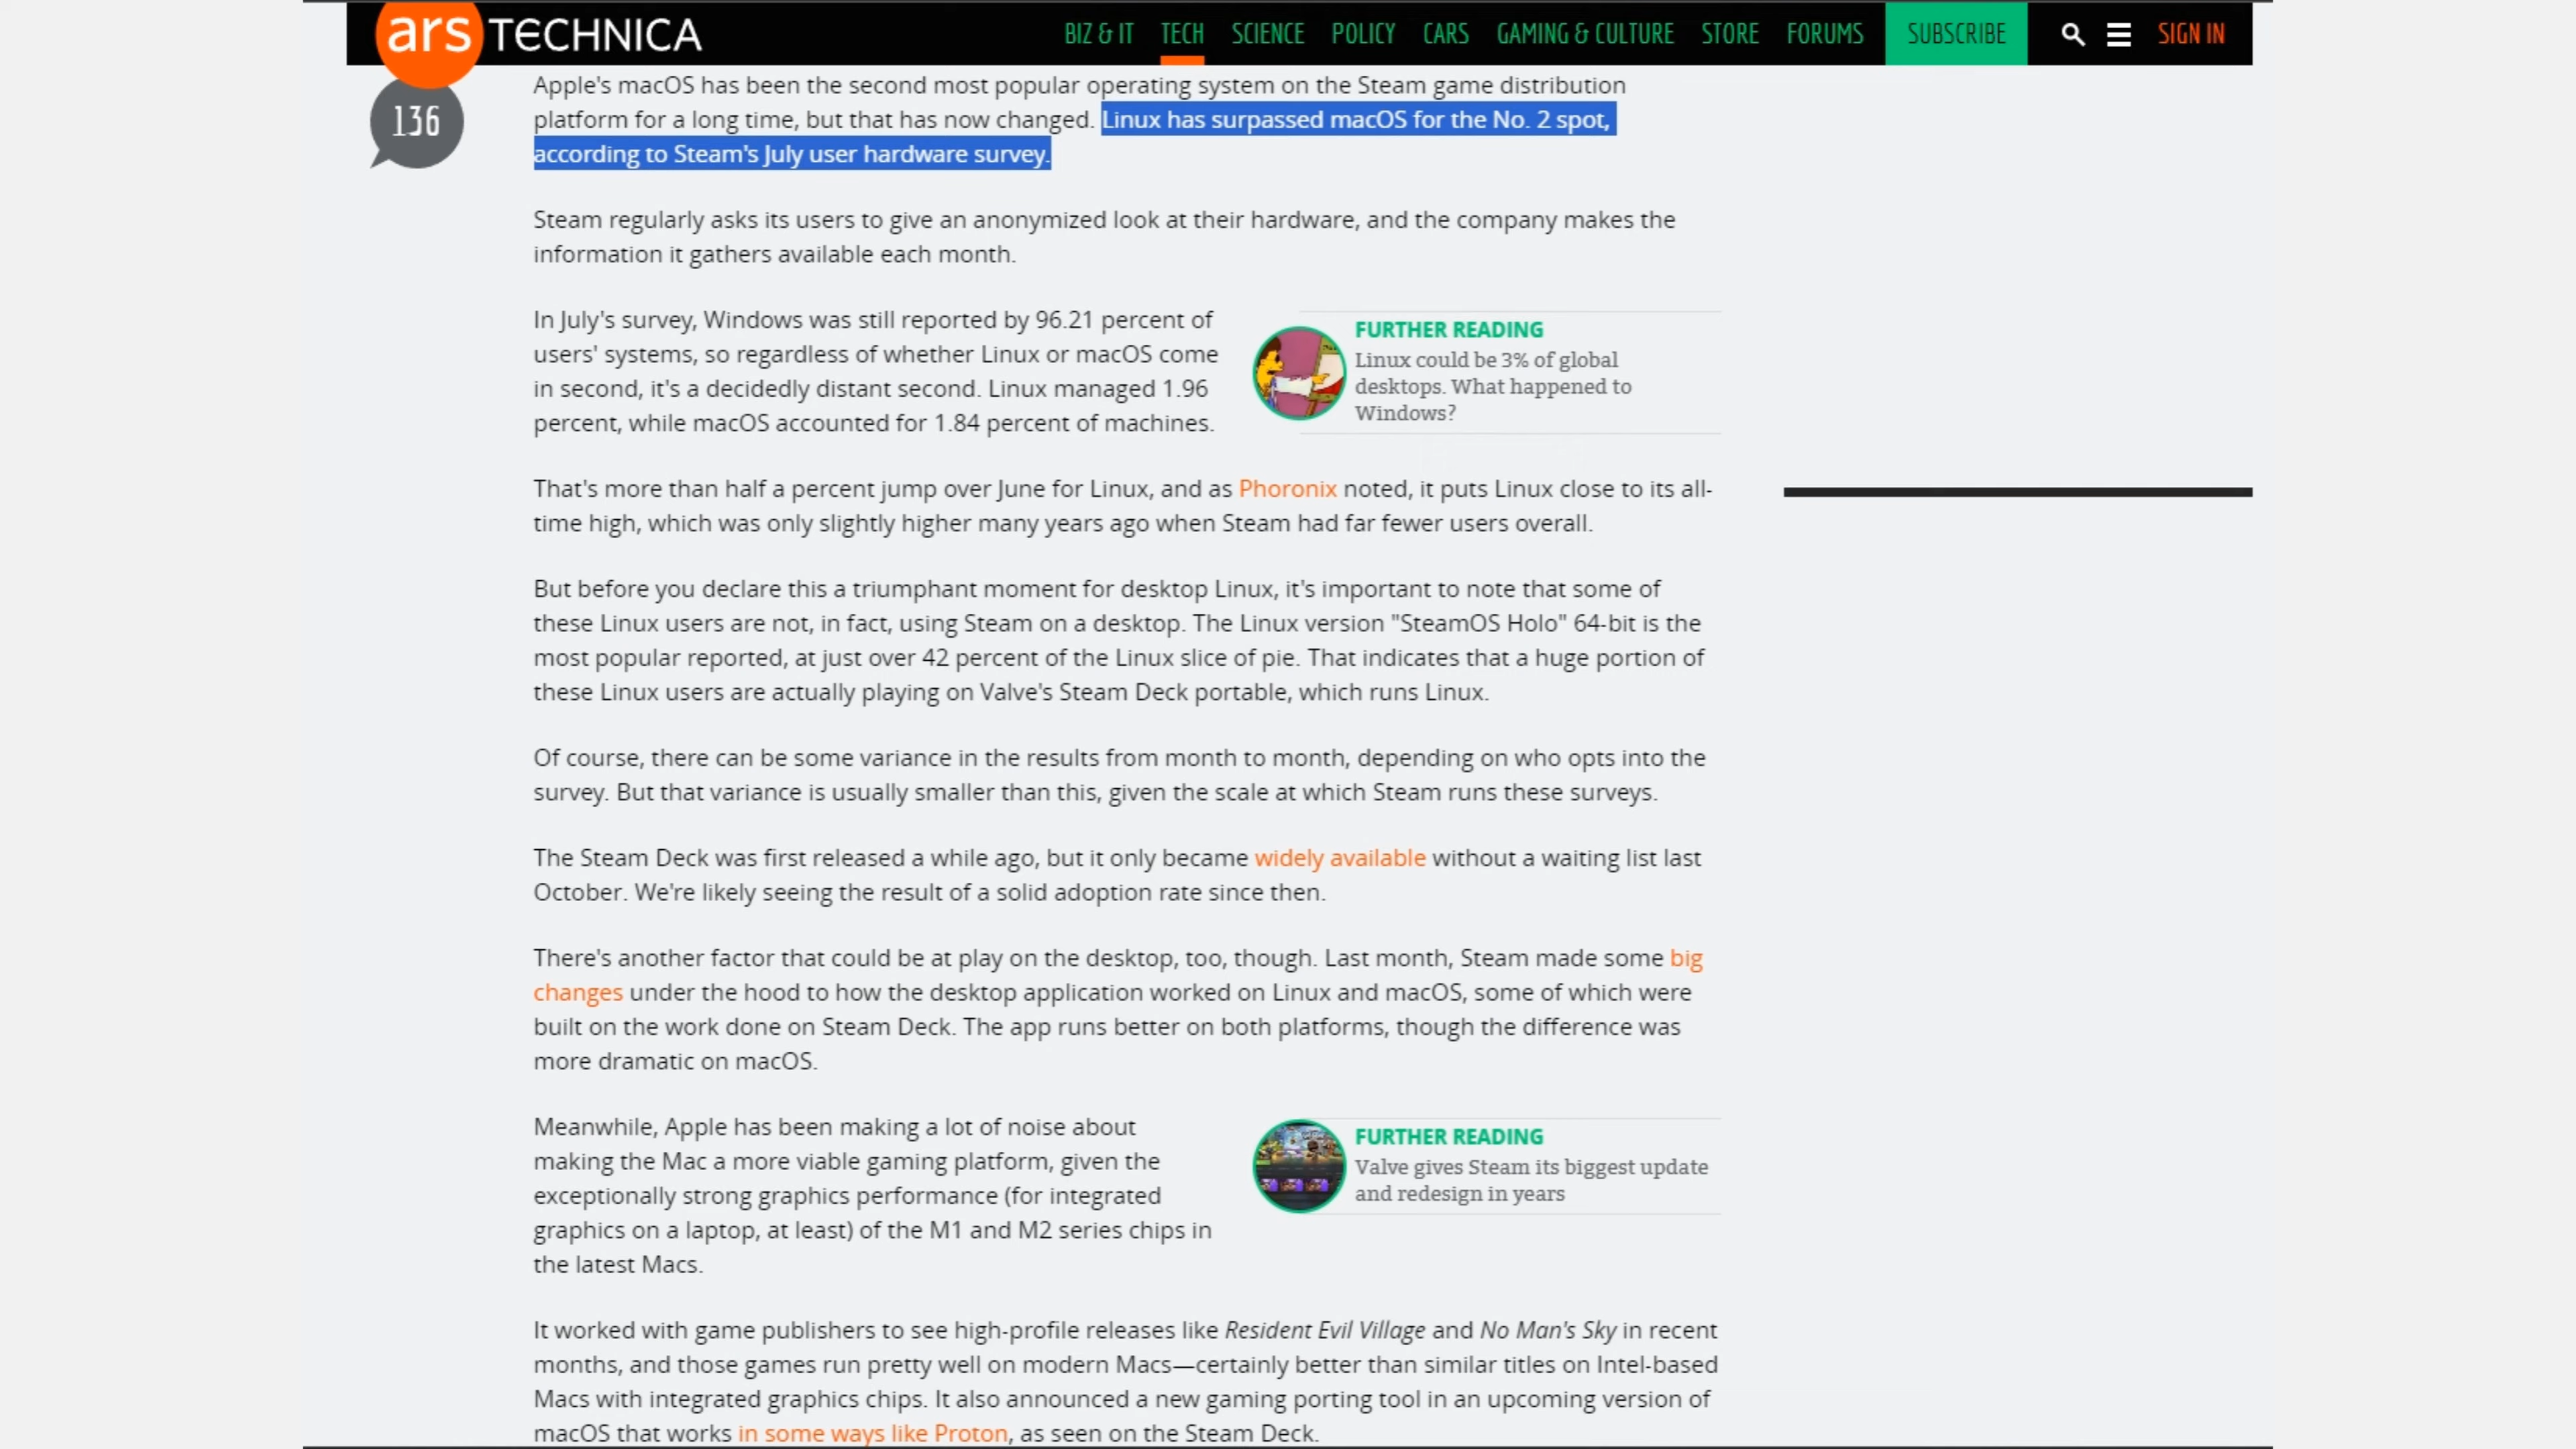 ars TECHNICA
BIZ & IT TECH SCIENCE POLICY CARS GAMING & CULTURE STORE FORUMS SUBSCRIBE SIGN IN
136
Apple's macOS has been the second most popular operating system on the Steam game distribution
platform for a long time, but that has now changed. Linux has surpassed macOS for the No. 2 spot,
according to Steam's July user hardware survey.
Steam regularly asks its users to give an anonymized look at their hardware, and the company makes the
information it gathers available each month.
In July's survey, Windows was still reported by 96.21 percent of
users' systems, so regardless of whether Linux or macOS come
in second, it's a decidedly distant second. Linux managed 1.96
percent, while macOS accounted for 1.84 percent of machines.
FURTHER READING
Linux could be 3% of global
desktops. What happened to
Windows?
That's more than half a percent jump over June for Linux, and as Phoronix noted, it puts Linux close to its all-
time high, which was only slightly higher many years ago when Steam had far fewer users overall.
But before you declare this a triumphant moment for desktop Linux, it's important to note that some of
these Linux users are not, in fact, using Steam on a desktop. The Linux version "SteamOS Holo" 64-bit is the
most popular reported, at just over 42 percent of the Linux slice of pie. That indicates that a huge portion of
these Linux users are actually playing on Valve's Steam Deck portable, which runs Linux.
Of course, there can be some variance in the results from month to month, depending on who opts into the
survey. But that variance is usually smaller than this, given the scale at which Steam runs these surveys.
The Steam Deck was first released a while ago, but it only became widely available without a waiting list last
October. We're likely seeing the result of a solid adoption rate since then.
There's another factor that could be at play on the desktop, too, though. Last month, Steam made some big
changes under the hood to how the desktop application worked on Linux and macOS, some of which were
built on the work done on Steam Deck. The app runs better on both platforms, though the difference was
more dramatic on macOS.
Meanwhile, Apple has been making a lot of noise about
making the Mac a more viable gaming platform, given the
exceptionally strong graphics performance (for integrated
graphics on a laptop, at least) of the M1 and M2 series chips in
the latest Macs.
FURTHER READING
Valve gives Steam its biggest update
and redesign in years
It worked with game publishers to see high-profile releases like Resident Evil Village and No Man's Sky in recent
months, and those games run pretty well on modern Macs—certainly better than similar titles on Intel-based
Macs with integrated graphics chips. It also announced a new gaming porting tool in an upcoming version of
macOS that works in some ways like Proton, as seen on the Steam Deck.